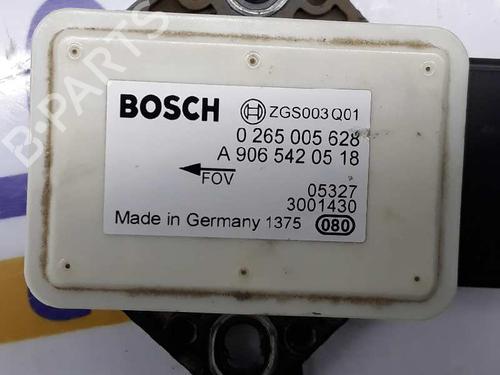 BOSCH ZGS003 Q01
0 265 005 628
A 906 542 05 18
FOV
05327
3001430
Made in Germany 1375 080
B-PARTS